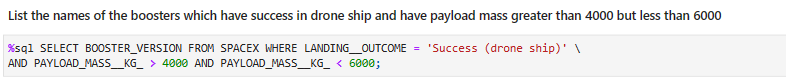 List the names of the boosters which have success in drone ship and have payload mass greater than 4000 but less than 6000
%sql SELECT BOOSTER_VERSION FROM SPACEX WHERE LANDING__OUTCOME = 'Success (drone ship)' \
AND PAYLOAD_MASS__KG_ > 4000 AND PAYLOAD_MASS__KG_ < 6000;